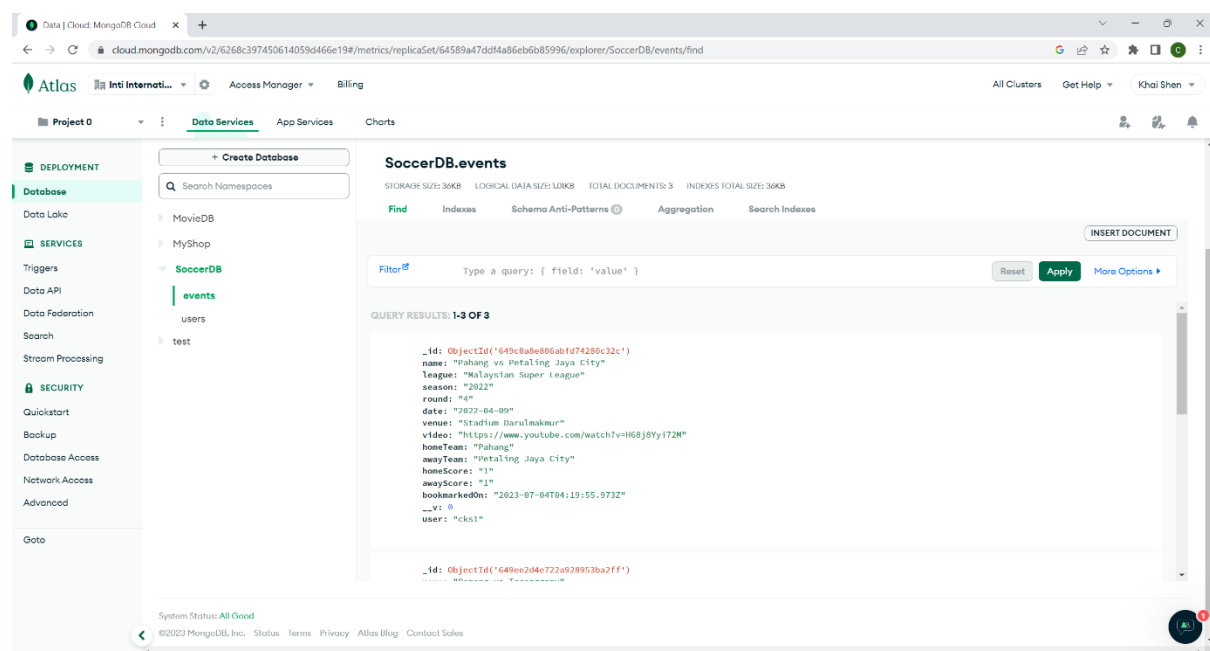 Data | Cloud: MongoDB Cloud
cloud.mongodb.com/v2/6268c397450614059d466e19#/metrics/replicaSet/64589a47ddf4a86eb6b85996/explorer/SoccerDB/events/find
G C
Atlas Inti Internati... Access Manager Billing All Clusters Get Help Khai Shen
Project 0 Data Services App Services Charts
DEPLOYMENT
Database
Data Lake
SERVICES
Triggers
Data API
Data Federation
Search
Stream Processing
SECURITY
Quickstart
Backup
Database Access
Network Access
Advanced
Goto
+ Create Database
Search Namespaces
MovieDB
MyShop
SoccerDB
events
users
test
SoccerDB.events
STORAGE SIZE: 36KB LOGICAL DATA SIZE: 1.01KB TOTAL DOCUMENTS: 3 INDEXES TOTAL SIZE: 36KB
Find Indexes Schema Anti-Patterns 0 Aggregation Search Indexes
INSERT DOCUMENT
Filter Type a query: { field: 'value' } Reset Apply More Options
QUERY RESULTS: 1-3 OF 3
_id: ObjectId('649c0a8e806abfd74280c32c')
name: "Pahang vs Petaling Jaya City"
league: "Malaysian Super League"
season: "2022"
round: "4"
date: "2022-04-09"
venue: "Stadium Darulmakmur"
video: "https://www.youtube.com/watch?v=H68j8Yyi72M"
homeTeam: "Pahang"
awayTeam: "Petaling Jaya City"
homeScore: "1"
awayScore: "1"
bookmarkedOn: "2023-07-04T04:19:55.973Z"
__v: 0
user: "cks1"
_id: ObjectId('649ee2d4e722a928953ba2ff')
System Status: All Good
©2023 MongoDB, Inc. Status Terms Privacy Atlas Blog Contact Sales
1